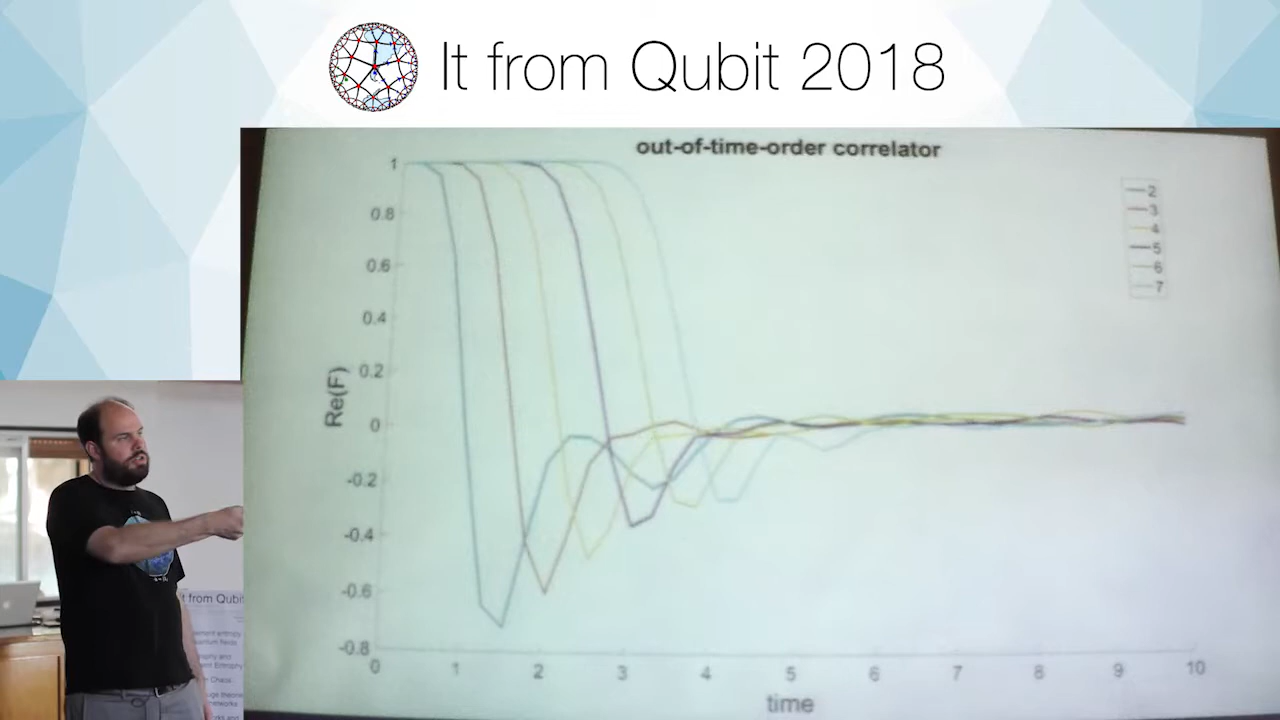 It from Qubit 2018
out-of-time-order correlator
1
0.8
0.6
0.4
0.2
0
-0.2
-0.4
-0.6
-0.8
Re(F)
0 1 2 3 4 5 6 7 8 9 10
time
2
3
4
5
6
7
t from Qubit